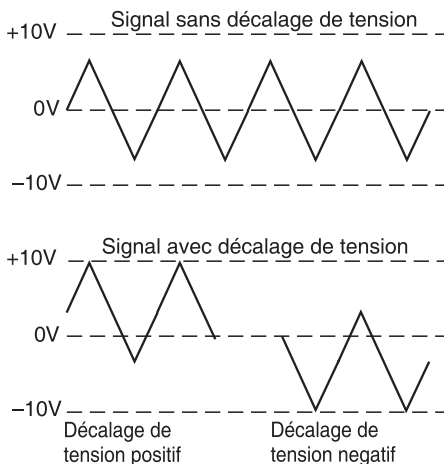 Signal sans décalage de tension
+10V
0V
–10V
Signal avec décalage de tension
+10V
0V
–10V
Décalage de
tension positif
Décalage de
tension negatif